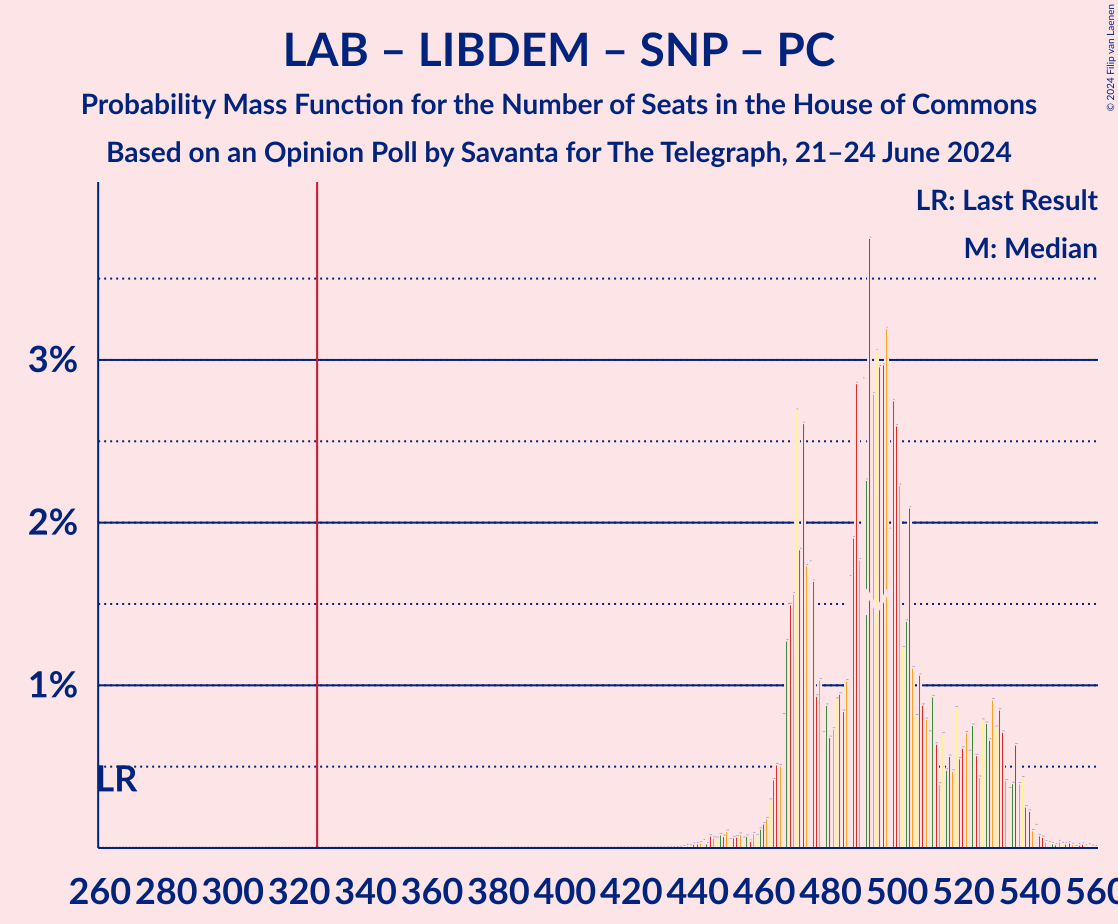 LAB – LIBDEM – SNP – PC
Probability Mass Function for the Number of Seats in the House of Commons
Based on an Opinion Poll by Savanta for The Telegraph, 21–24 June 2024
© 2024 Filip van Laenen
LR: Last Result
M: Median
3%
2%
1%
LR
260 280 300 320 340 360 380 400 420 440 460 480 500 520 540 560